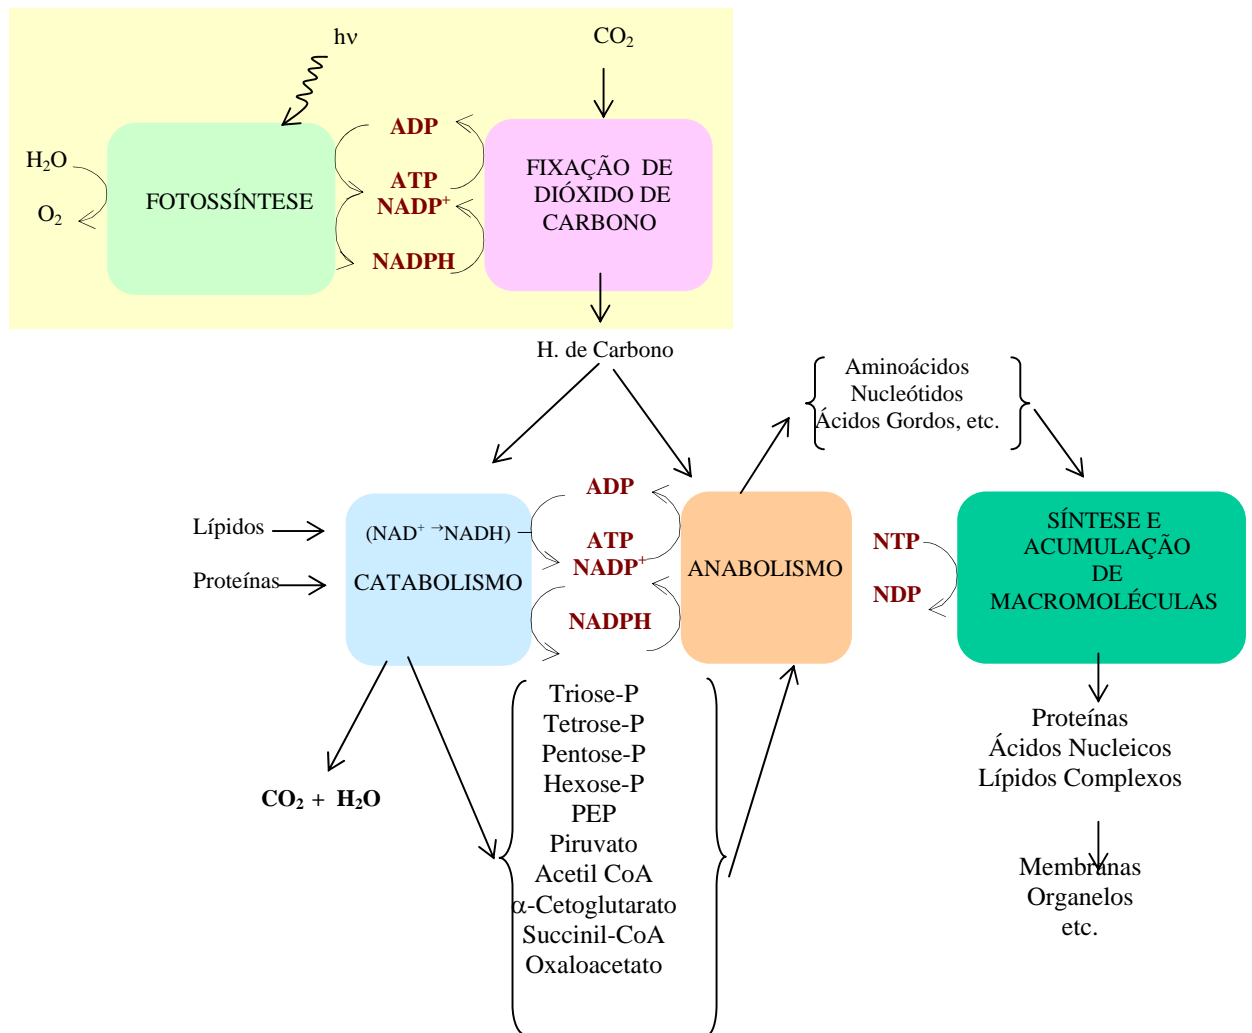 hν
CO₂
ADP
ATP
NADP⁺
NADPH
H₂O
O₂
FOTOSSÍNTESE
FIXAÇÃO DE
DIÓXIDO DE
CARBONO
H. de Carbono
Aminoácidos
Nucleótidos
Ácidos Gordos, etc.
Lípidos
Proteínas
(NAD⁺ →NADH)
CATABOLISMO
ADP
ATP
NADP⁺
NADPH
ANABOLISMO
NTP
NDP
SÍNTESE E
ACUMULAÇÃO
DE
MACROMOLÉCULAS
CO₂ + H₂O
Triose-P
Tetrose-P
Pentose-P
Hexose-P
PEP
Piruvato
Acetil CoA
α-Cetoglutarato
Succinil-CoA
Oxaloacetato
Proteínas
Ácidos Nucleicos
Lípidos Complexos
Membranas
Organelos
etc.